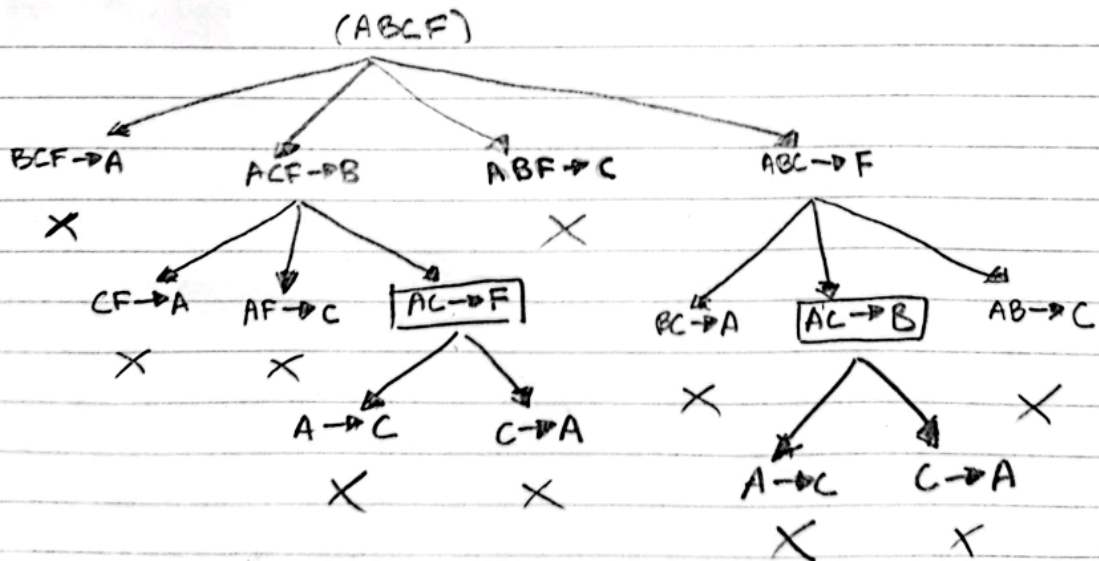 (ABCF)
BCF→A ACF→B ABF→C ABC→F
X X
CF→A AF→C AC→F BC→A AC→B AB→C
X X X X
A→C C→A A→C C→A
X X X X